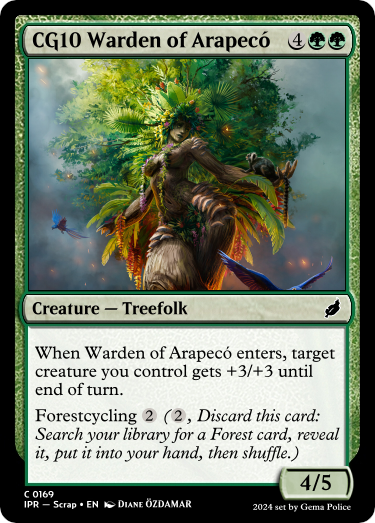 CG10 Warden of Arapecó 4
Creature — Treefolk
When Warden of Arapecó enters, target
creature you control gets +3/+3 until
end of turn.
Forestcycling 2 (2, Discard this card:
Search your library for a Forest card, reveal
it, put it into your hand, then shuffle.)
4/5
C 0169
IPR — Scrap • EN Diane ÖZDAMAR
2024 set by Gema Police